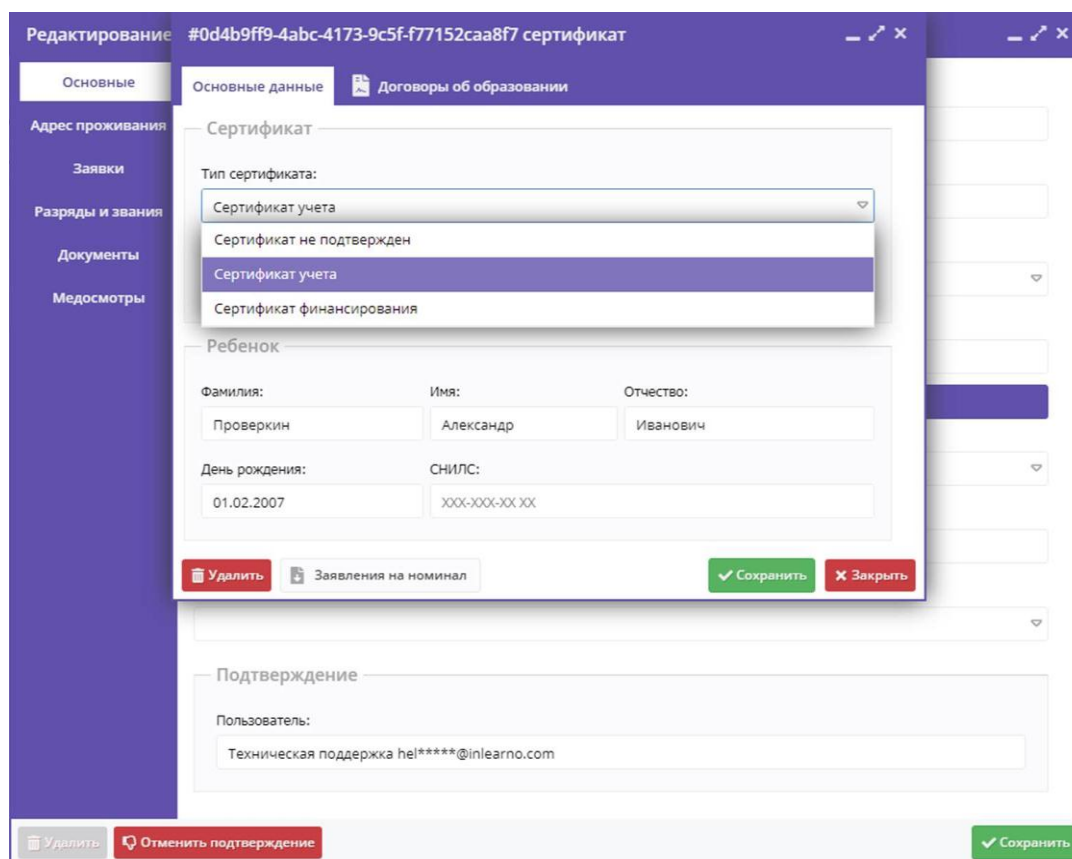 Редактирование
#0d4b9ff9-4abc-4173-9c5f-f77152caa8f7 сертификат
Основные
Адрес проживания
Заявки
Разряды и звания
Документы
Медосмотры
Основные данные
Договоры об образовании
Сертификат
Тип сертификата:
Сертификат учета
Сертификат не подтвержден
Сертификат учета
Сертификат финансирования
Ребенок
Фамилия: Имя: Отчество:
Проверкин Александр Иванович
День рождения: СНИЛС:
01.02.2007 XXX-XXX-XX XX
Удалить Заявления на номинал Сохранить Закрыть
Подтверждение
Пользователь:
Техническая поддержка hel*****@inlearno.com
Удалить Отменить подтверждение Сохранить